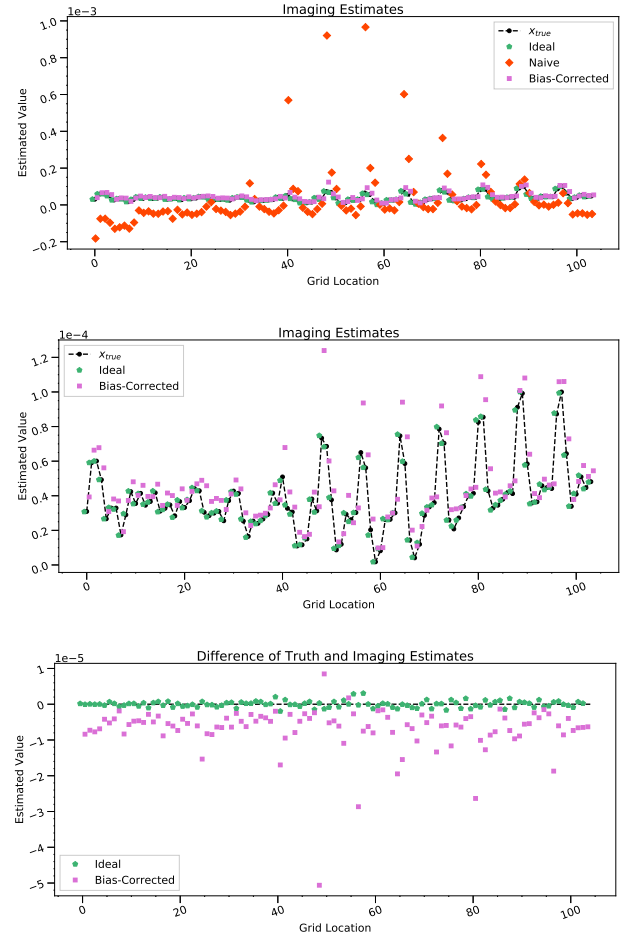 Imaging Estimates
1e−3
1.0
0.8
0.6
0.4
0.2
0.0
−0.2
Estimated Value
x_true
Ideal
Naive
Bias-Corrected
0 20 40 60 80 100
Grid Location
Imaging Estimates
1e−4
1.2
1.0
0.8
0.6
0.4
0.2
0.0
Estimated Value
x_true
Ideal
Bias-Corrected
0 20 40 60 80 100
Grid Location
Difference of Truth and Imaging Estimates
1e−5
1
0
−1
−2
−3
−4
−5
Estimated Value
Ideal
Bias-Corrected
0 20 40 60 80 100
Grid Location